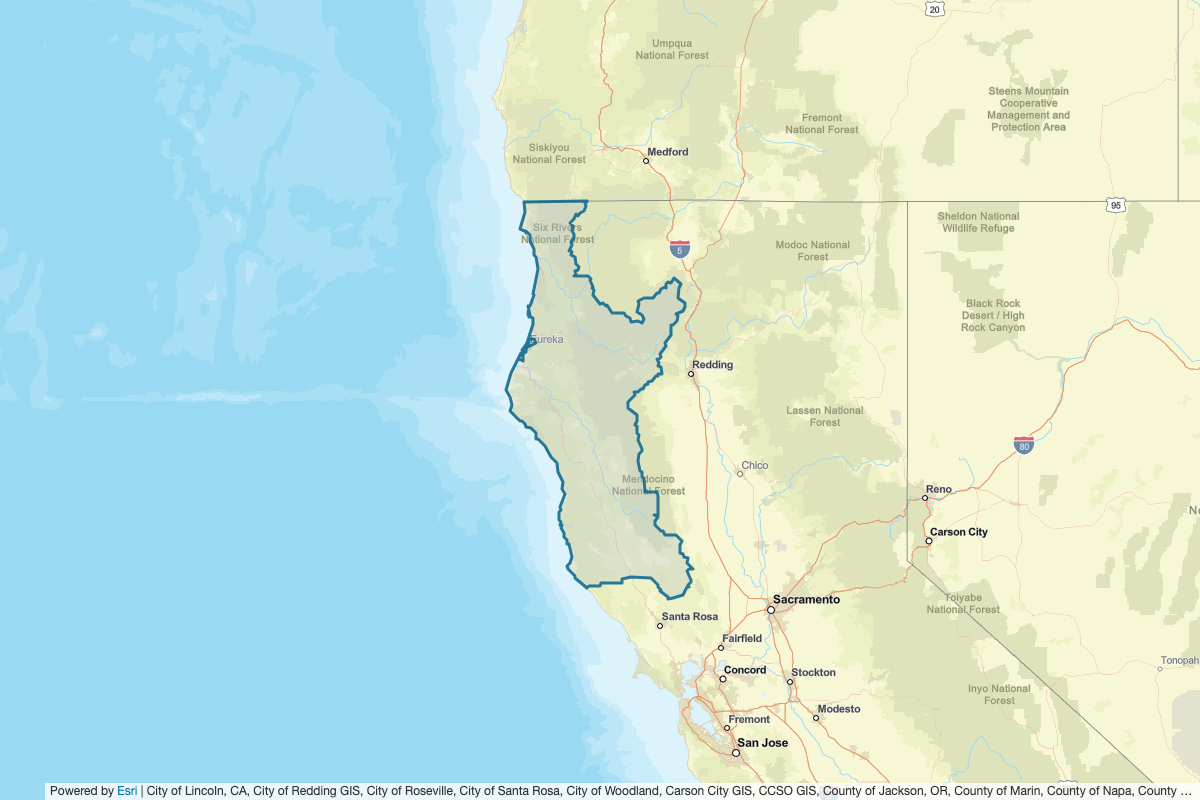 20
Umpqua
National Forest
Steens Mountain
Cooperative
Management and
Protection Area
Fremont
National Forest
Siskiyou
National Forest
Medford
95
Sheldon National
Wildlife Refuge
Six Rivers
National Forest
5
Modoc National
Forest
Black Rock
Desert / High
Rock Canyon
Eureka
Redding
Lassen National
Forest
80
Chico
Mendocino
National Forest
Reno
Carson City
Toiyabe
National Forest
Sacramento
Santa Rosa
Fairfield
Concord
Stockton
Tonopah
Inyo National
Forest
Modesto
Fremont
San Jose
Powered by Esri | City of Lincoln, CA, City of Redding GIS, City of Roseville, City of Santa Rosa, City of Woodland, Carson City GIS, CCSO GIS, County of Jackson, OR, County of Marin, County of Napa, County ...